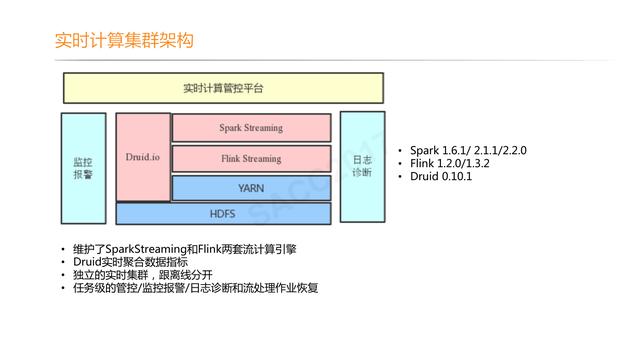 实时计算集群架构
实时计算管控平台
监控
报警
Druid.io
Spark Streaming
Flink Streaming
YARN
HDFS
日志
诊断
• Spark 1.6.1/ 2.1.1/2.2.0
• Flink 1.2.0/1.3.2
• Druid 0.10.1
• 维护了SparkStreaming和Flink两套流计算引擎
• Druid实时聚合数据指标
• 独立的实时集群，跟离线分开
• 任务级的管控/监控报警/日志诊断和流处理作业恢复
SACC2017